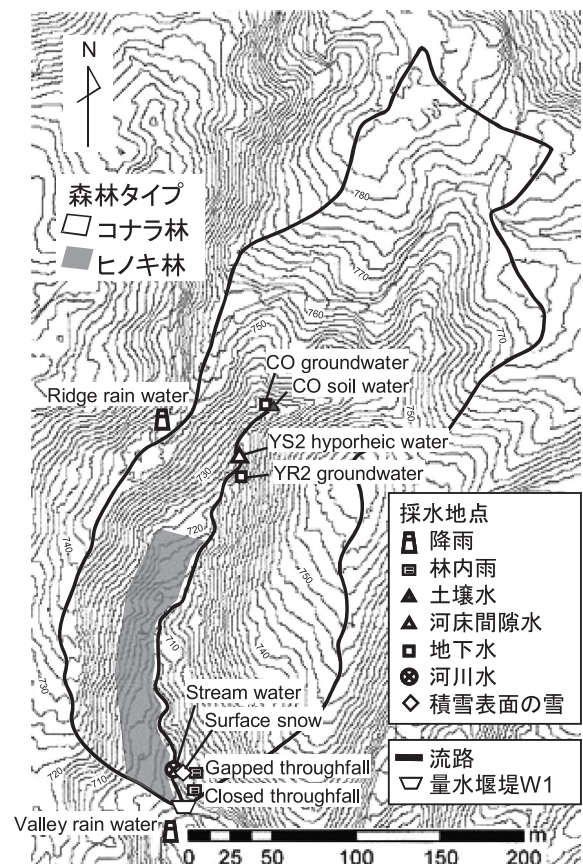 N
森林タイプ
コナラ林
ヒノキ林
780
770
750
760
770
CO groundwater
CO soil water
Ridge rain water
750
YS2 hyporheic water
730
YR2 groundwater
720
740
採水地点
降雨
林内雨
土壌水
河床間隙水
地下水
河川水
積雪表面の雪
750
710
740
730
Stream water
Surface snow
720
710
Gapped throughfall
Closed throughfall
流路
量水堰堤W1
Valley rain water
m
0 25 50 100 150 200